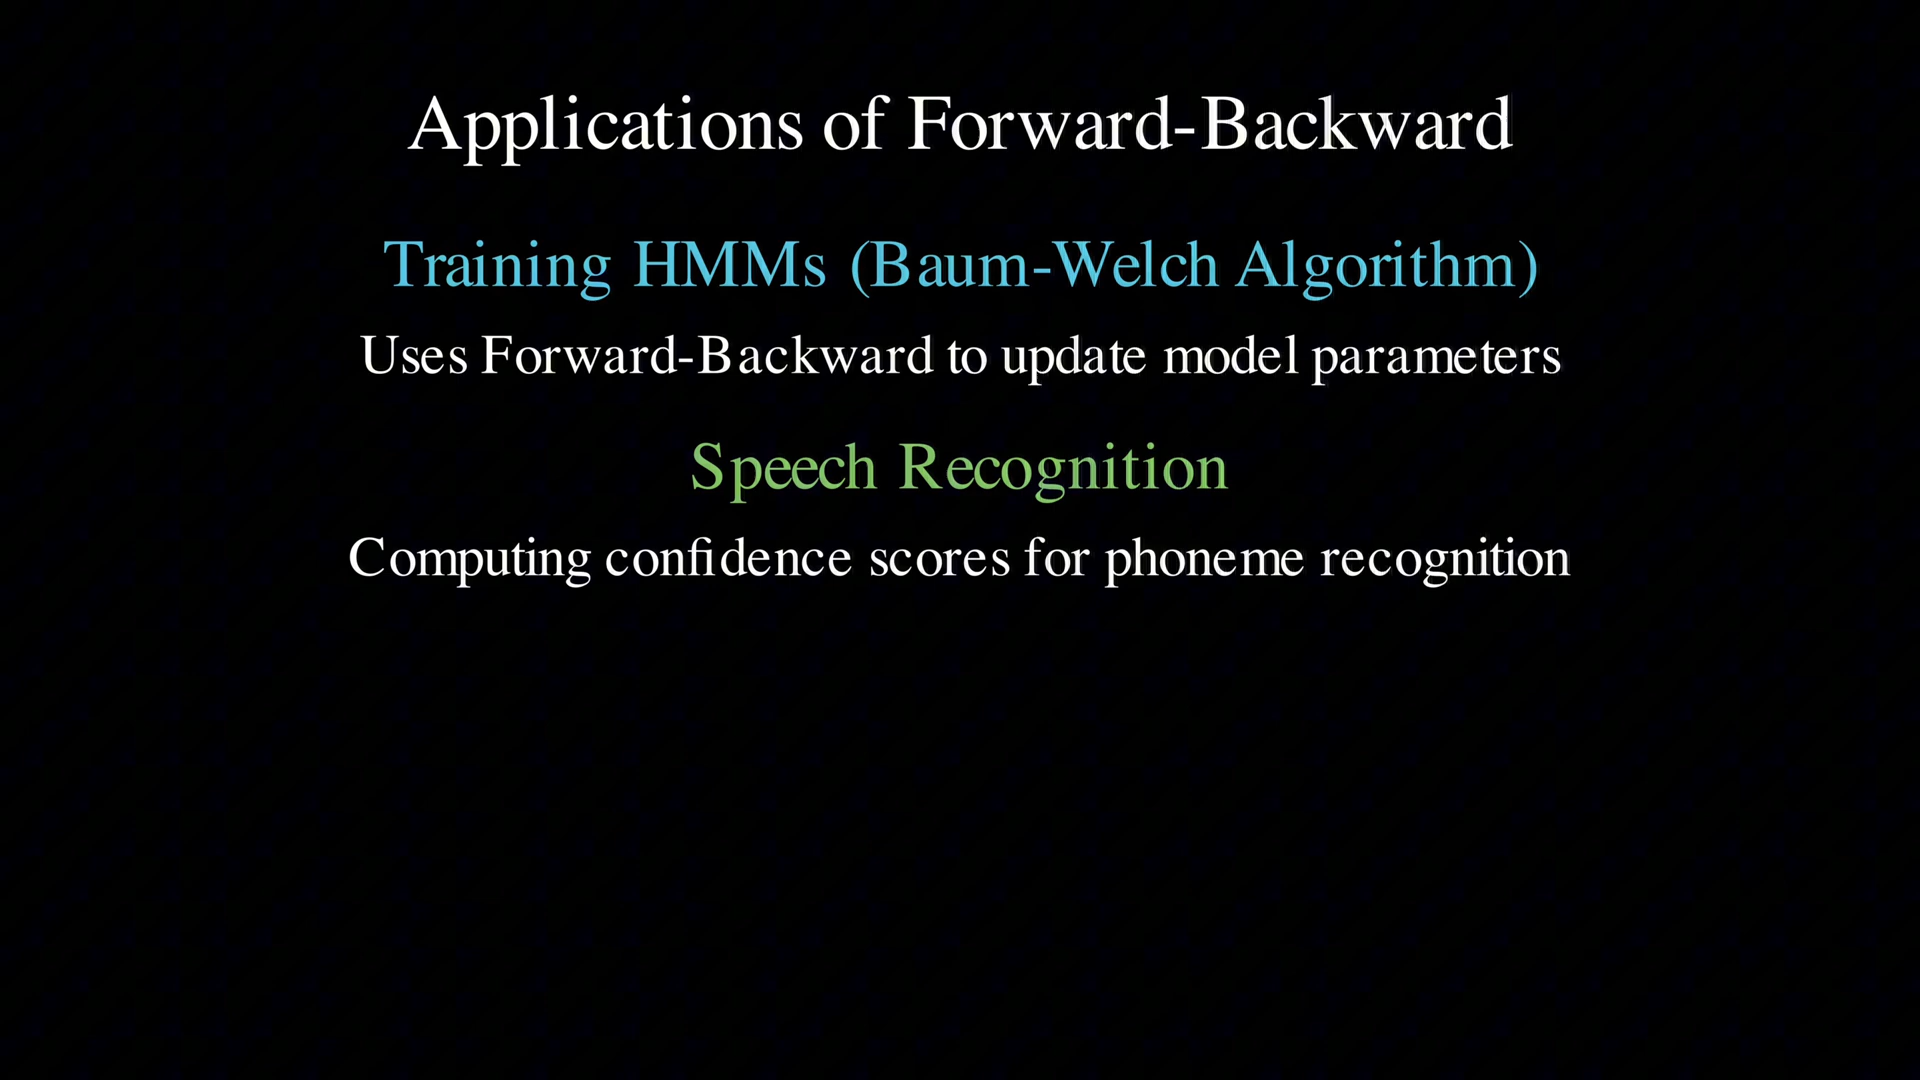 Applications of Forward-Backward
Training HMMs (Baum-Welch Algorithm)
Uses Forward-Backward to update model parameters
Speech Recognition
Computing confidence scores for phoneme recognition